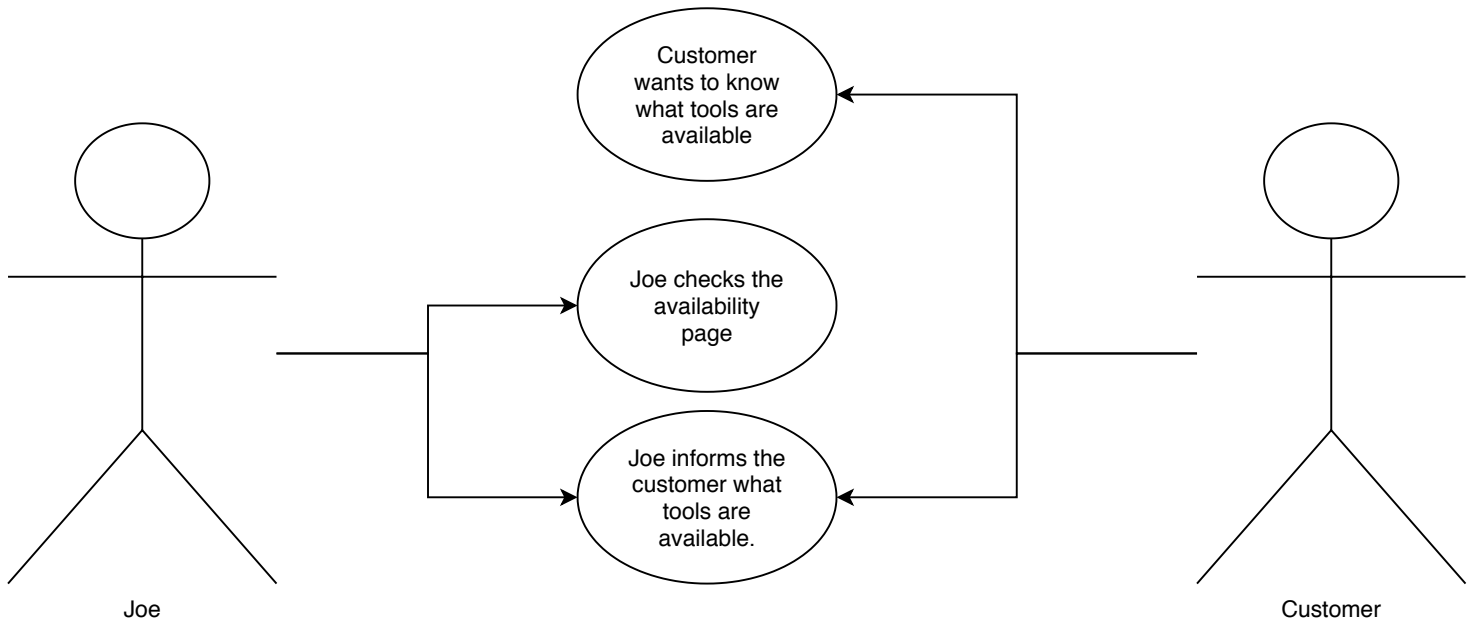 Customer
wants to know
what tools are
available
Joe checks the
availability
page
Joe informs the
customer what
tools are
available.
Joe
Customer